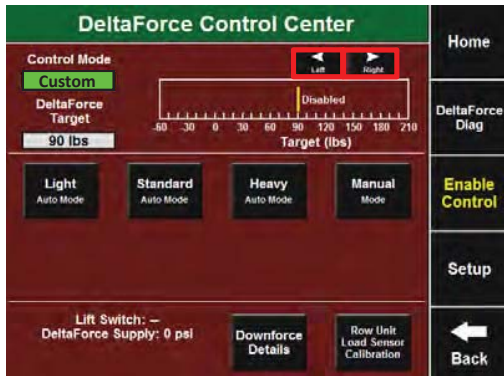 DeltaForce Control Center
Control Mode
Custom
DeltaForce
Target
90 lbs
Left
Right
Disabled
-60 -30 0 30 60 90 120 150 180 210
Target (lbs)
Light
Auto Mode
Standard
Auto Mode
Heavy
Auto Mode
Manual
Mode
Lift Switch: –
DeltaForce Supply: 0 psi
Downforce
Details
Row Unit
Load Sensor
Calibration
Home
DeltaForce
Diag
Enable
Control
Setup
Back